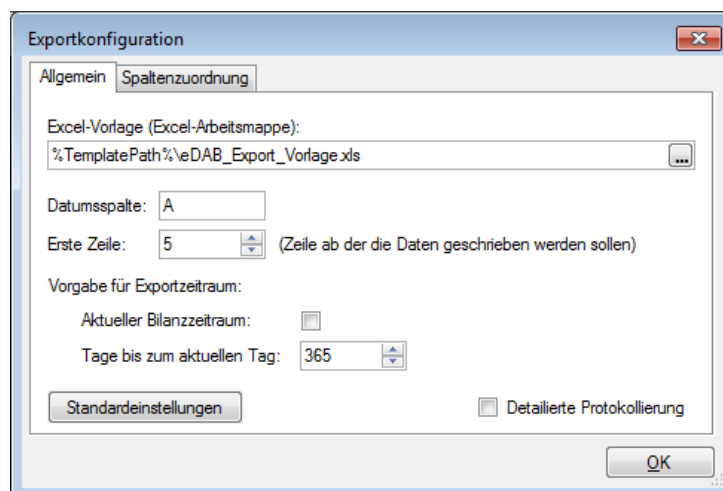 Exportkonfiguration
Allgemein Spaltenzuordnung
Excel-Vorlage (Excel-Arbeitsmappe):
%TemplatePath%\eDAB_Export_Vorlage.xls ...
Datumsspalte: A
Erste Zeile: 5 (Zeile ab der die Daten geschrieben werden sollen)
Vorgabe für Exportzeitraum:
Aktueller Bilanzzeitraum:
Tage bis zum aktuellen Tag: 365
Standardeinstellungen Detailierte Protokollierung
OK